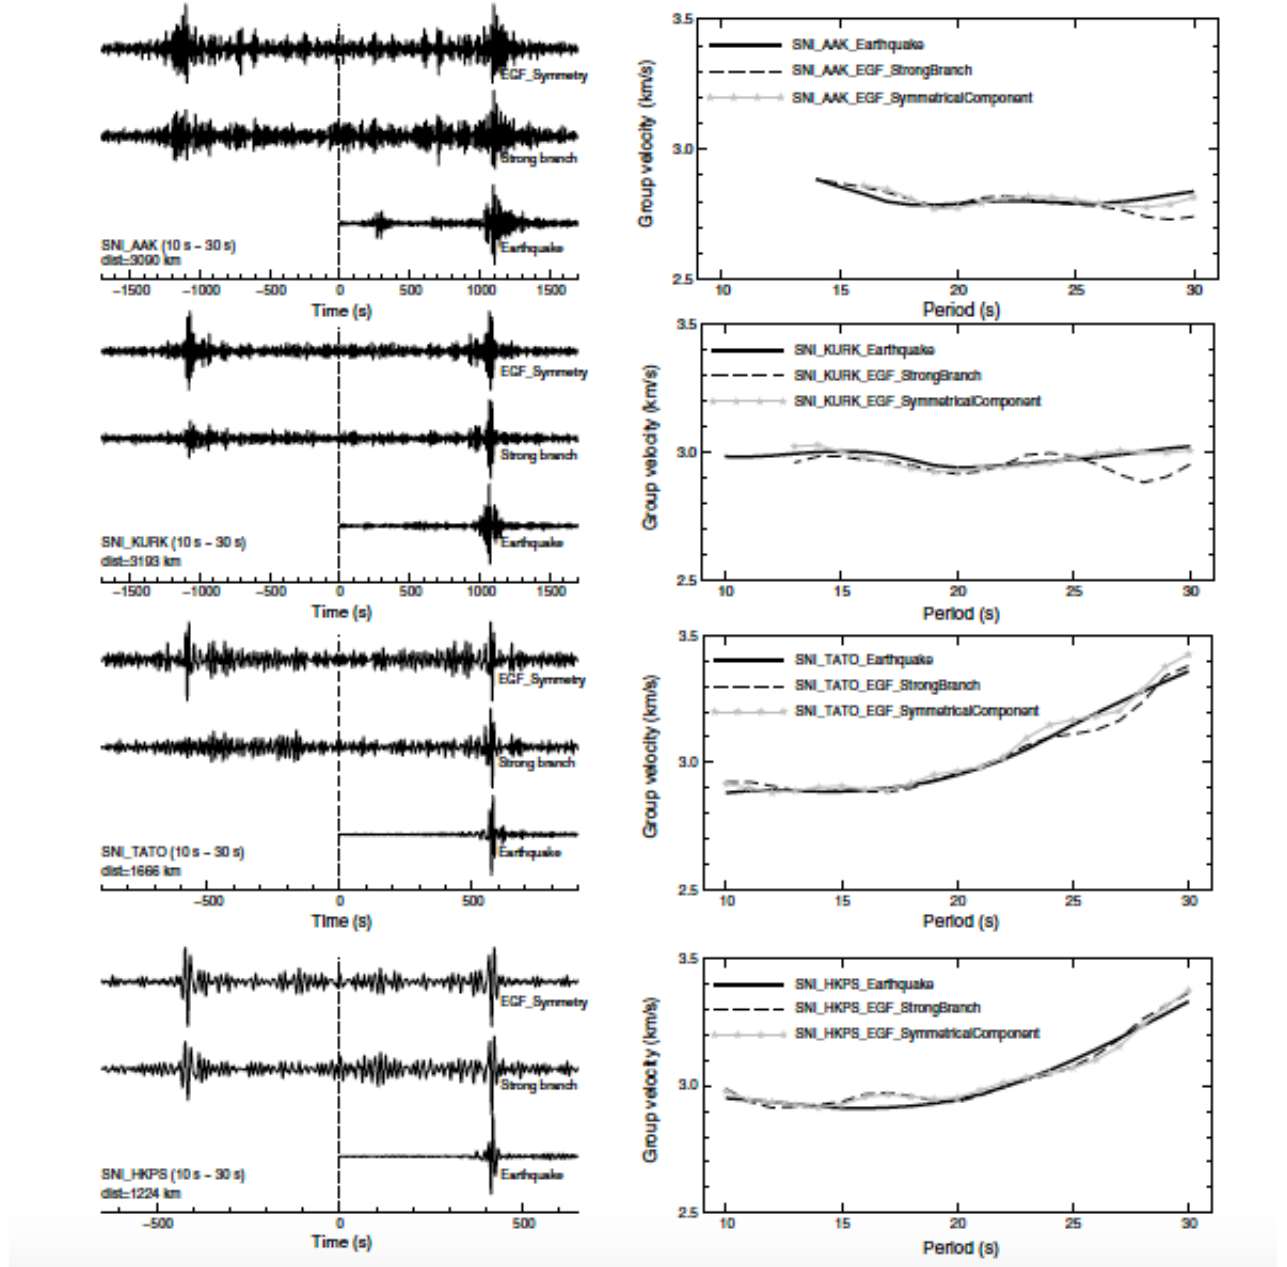 EGF_Symmetry
Strong branch
Earthquake
SNI_AAK (10 s – 30 s)
dist=3090 km
−1500 −1000 −500 0 500 1000 1500
Time (s)
3.5
3.0
2.5
Group velocity (km/s)
SNI_AAK_Earthquake
SNI_AAK_EGF_StrongBranch
SNI_AAK_EGF_SymmetricalComponent
10 15 20 25 30
Period (s)
EGF_Symmetry
Strong branch
Earthquake
SNI_KURK (10 s – 30 s)
dist=3193 km
−1500 −1000 −500 0 500 1000 1500
Time (s)
3.5
3.0
2.5
Group velocity (km/s)
SNI_KURK_Earthquake
SNI_KURK_EGF_StrongBranch
SNI_KURK_EGF_SymmetricalComponent
10 15 20 25 30
Period (s)
EGF_Symmetry
Strong branch
Earthquake
SNI_TATO (10 s – 30 s)
dist=1666 km
−500 0 500
Time (s)
3.5
3.0
2.5
Group velocity (km/s)
SNI_TATO_Earthquake
SNI_TATO_EGF_StrongBranch
SNI_TATO_EGF_SymmetricalComponent
10 15 20 25 30
Period (s)
EGF_Symmetry
Strong branch
Earthquake
SNI_HKPS (10 s – 30 s)
dist=1224 km
−500 0 500
Time (s)
3.5
3.0
2.5
Group velocity (km/s)
SNI_HKPS_Earthquake
SNI_HKPS_EGF_StrongBranch
SNI_HKPS_EGF_SymmetricalComponent
10 15 20 25 30
Period (s)